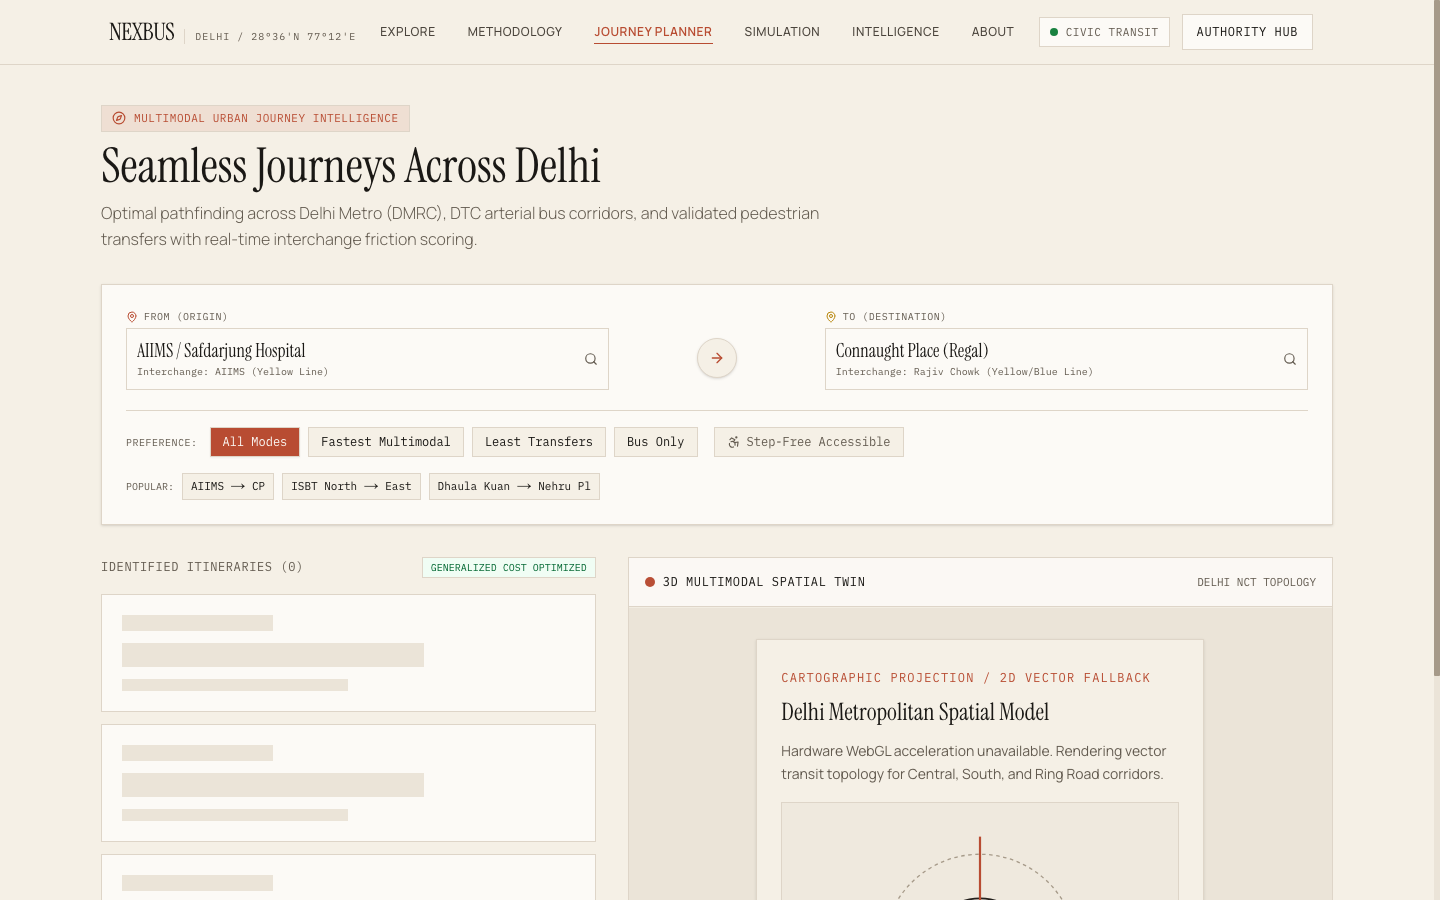 NEXBUS
DELHI / 28°36'N 77°12'E
EXPLORE
METHODOLOGY
JOURNEY PLANNER
SIMULATION
INTELLIGENCE
ABOUT
CIVIC TRANSIT
AUTHORITY HUB
MULTIMODAL URBAN JOURNEY INTELLIGENCE
Seamless Journeys Across Delhi
Optimal pathfinding across Delhi Metro (DMRC), DTC arterial bus corridors, and validated pedestrian
transfers with real-time interchange friction scoring.
FROM (ORIGIN)
AIIMS / Safdarjung Hospital
Interchange: AIIMS (Yellow Line)
TO (DESTINATION)
Connaught Place (Regal)
Interchange: Rajiv Chowk (Yellow/Blue Line)
PREFERENCE:
All Modes
Fastest Multimodal
Least Transfers
Bus Only
Step-Free Accessible
POPULAR:
AIIMS → CP
ISBT North → East
Dhaula Kuan → Nehru Pl
IDENTIFIED ITINERARIES (0)
GENERALIZED COST OPTIMIZED
3D MULTIMODAL SPATIAL TWIN
DELHI NCT TOPOLOGY
CARTOGRAPHIC PROJECTION / 2D VECTOR FALLBACK
Delhi Metropolitan Spatial Model
Hardware WebGL acceleration unavailable. Rendering vector
transit topology for Central, South, and Ring Road corridors.